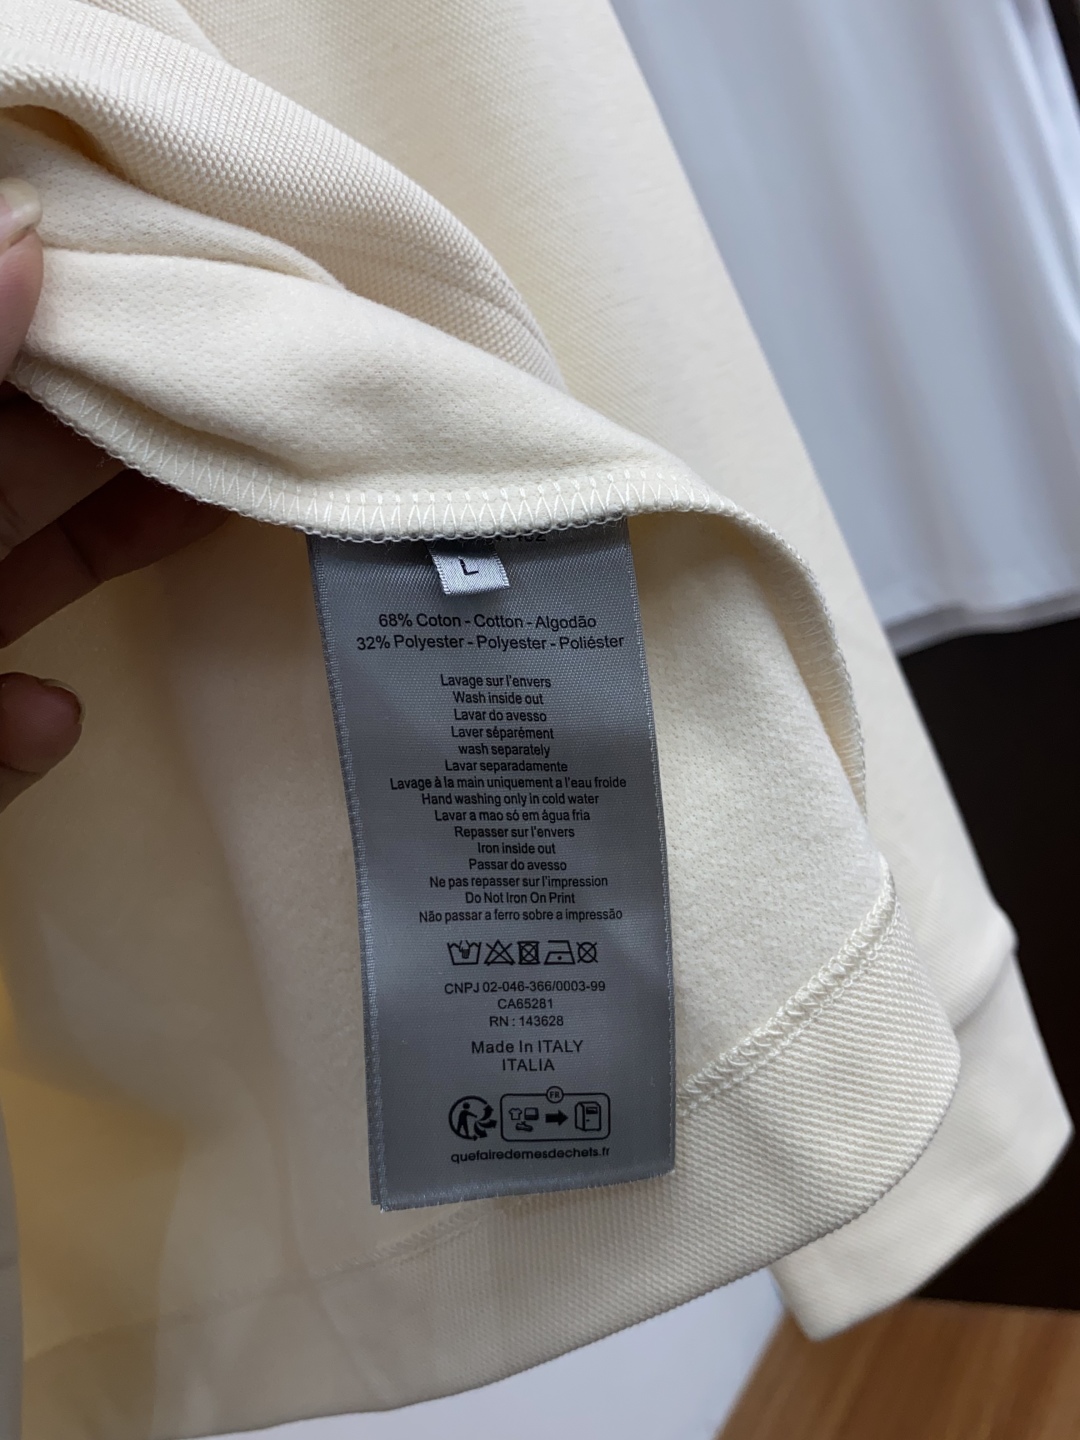 L
68% Coton - Cotton - Algodão
32% Polyester - Polyester - Poliéster
Lavage sur l'envers
Wash inside out
Lavar do avesso
Laver séparément
wash separately
Lavar separadamente
Lavage à la main uniquement a l'eau froide
Hand washing only in cold water
Lavar a mao só em água fria
Repasser sur l'envers
Iron inside out
Passar do avesso
Ne pas repasser sur l'impression
Do Not Iron On Print
Não passar a ferro sobre a impressão
CNPJ 02-046-366/0003-99
CA65281
RN : 143628
Made In ITALY
ITALIA
FR
quefairedemesdechets.fr